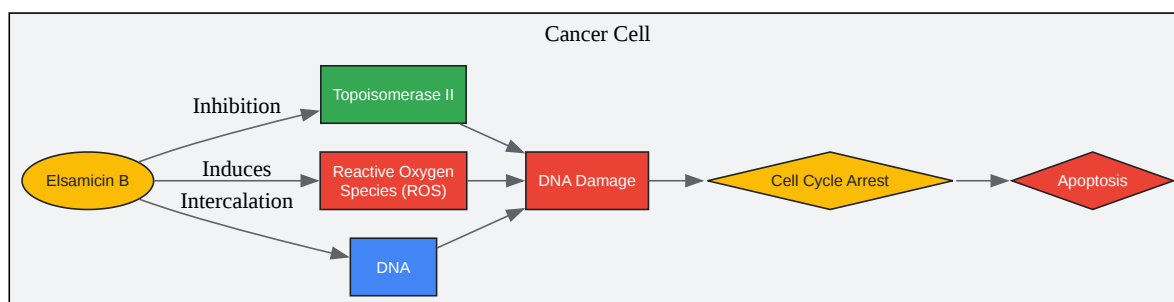 Cancer Cell
Inhibition
Topoisomerase II
Elsamicin B
Induces
Reactive Oxygen
Species (ROS)
DNA Damage
Cell Cycle Arrest
Apoptosis
Intercalation
DNA